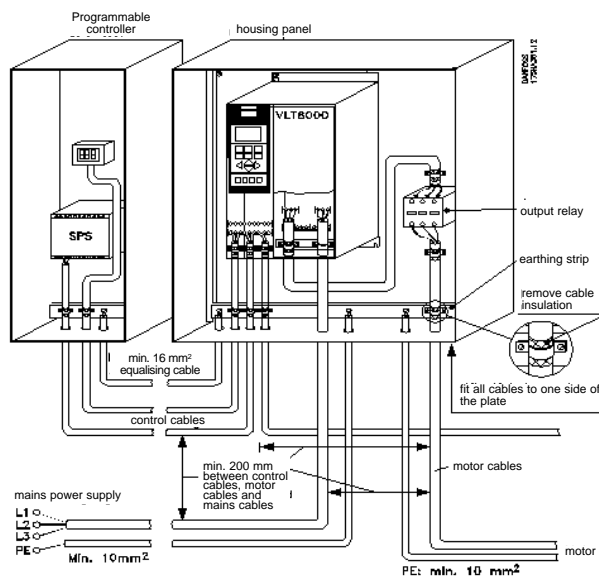 Programmable
controller
housing panel
DANFOSS
VLT6000
SPS
output relay
earthing strip
remove cable
insulation
fit all cables to one side of
the plate
min. 16 mm²
equalising cable
control cables
min. 200 mm
between control
cables, motor
cables and
mains cables
motor cables
mains power supply
L1
L2
L3
PE
Min. 10mm²
motor
PE: min. 10 mm²